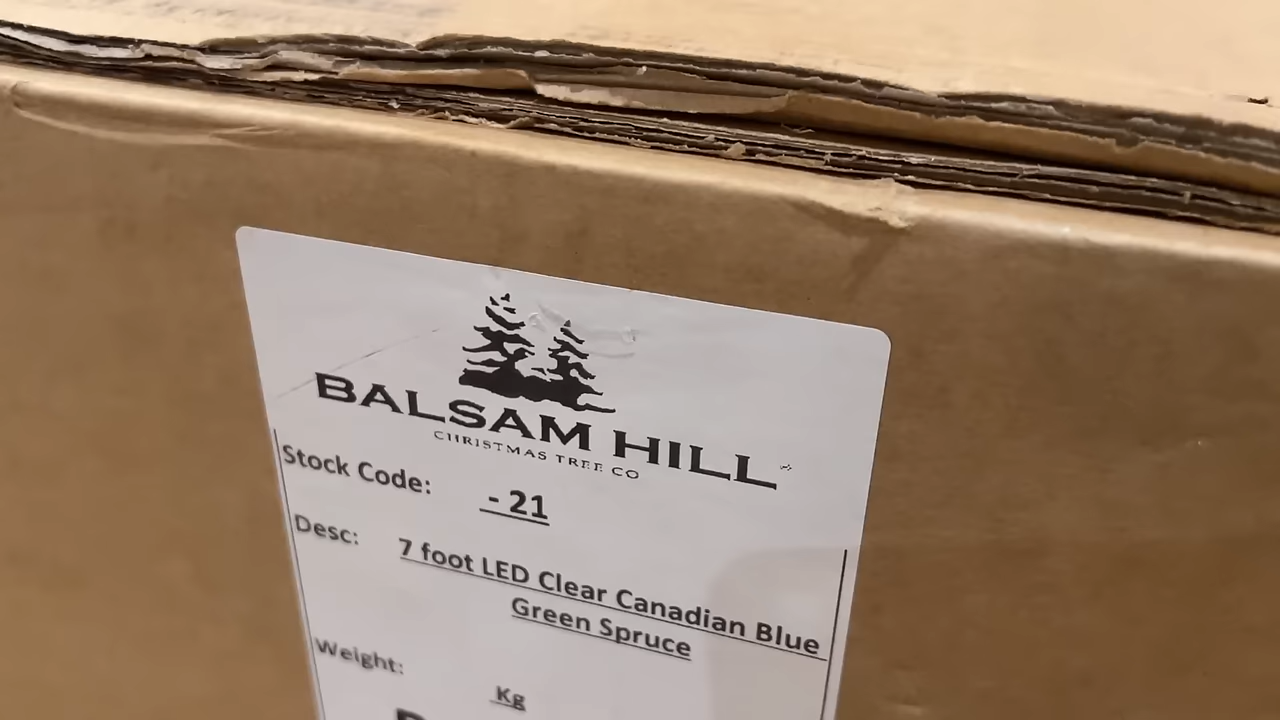 BALSAM HILL
CHRISTMAS TREE CO
Stock Code: - 21
Desc: 7 foot LED Clear Canadian Blue
Green Spruce
Weight:
Kg